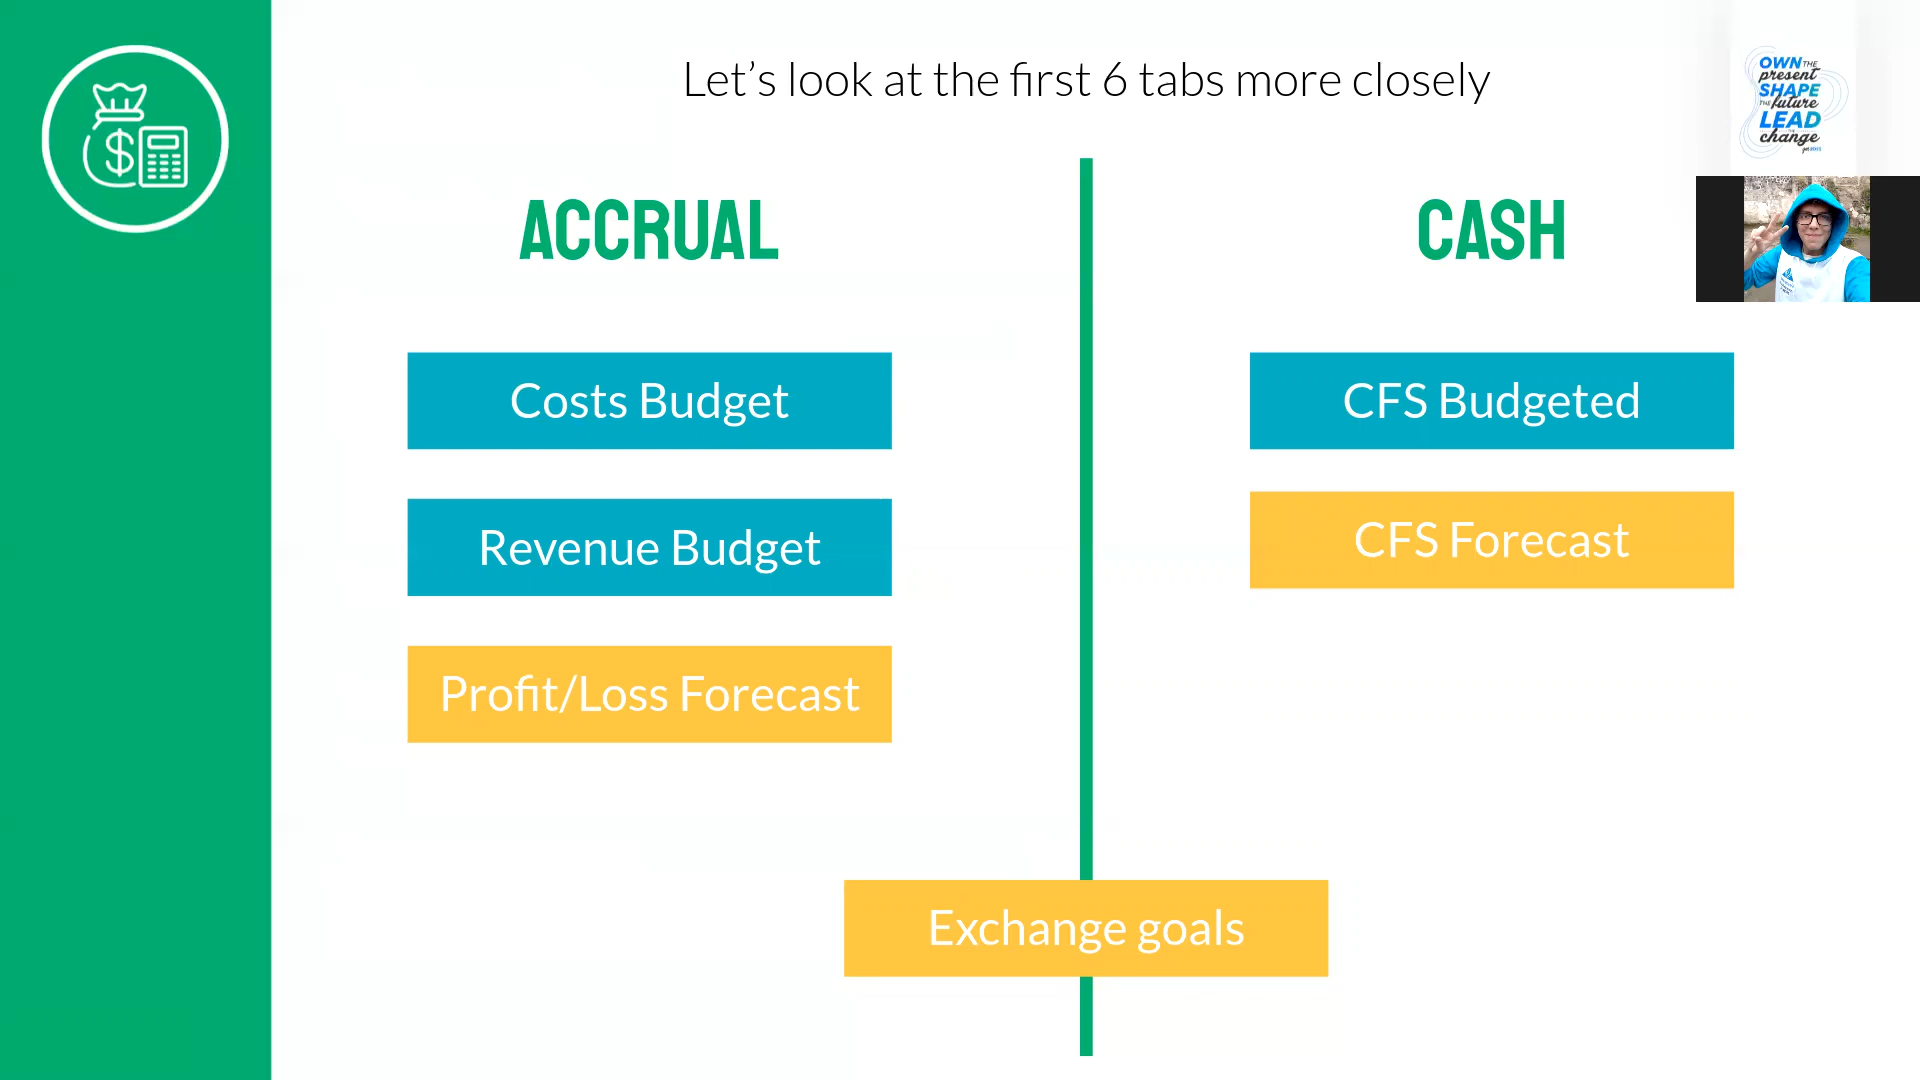 Let's look at the first 6 tabs more closely
OWN THE
present
SHAPE
THE future
LEAD
change
ACCRUAL
CASH
Costs Budget
CFS Budgeted
Revenue Budget
CFS Forecast
Profit/Loss Forecast
Exchange goals